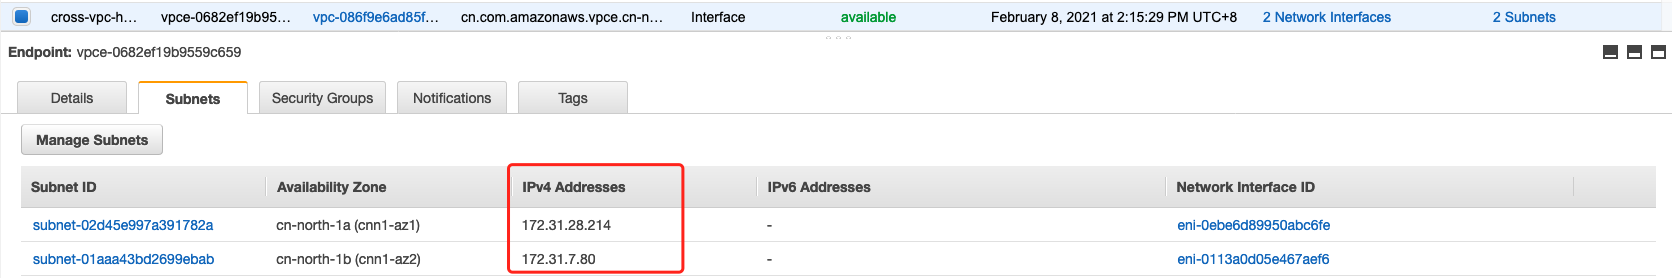 cross-vpc-h... vpce-0682ef19b95... vpc-086f9e6ad85f... cn.com.amazonaws.vpce.cn-n... Interface available February 8, 2021 at 2:15:29 PM UTC+8 2 Network Interfaces 2 Subnets
Endpoint: vpce-0682ef19b9559c659
Details Subnets Security Groups Notifications Tags
Manage Subnets
Subnet ID Availability Zone IPv4 Addresses IPv6 Addresses Network Interface ID
subnet-02d45e997a391782a cn-north-1a (cnn1-az1) 172.31.28.214 - eni-0ebe6d89950abc6fe
subnet-01aaa43bd2699ebab cn-north-1b (cnn1-az2) 172.31.7.80 - eni-0113a0d05e467aef6